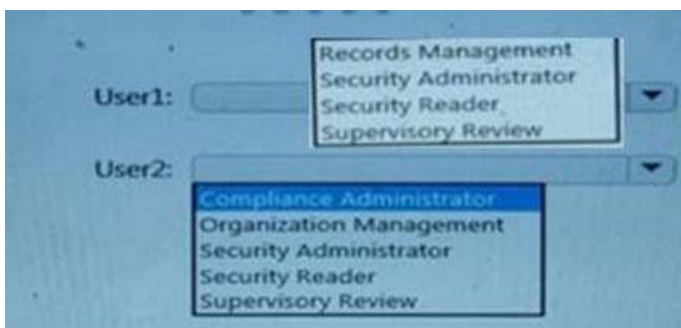 Records Management
Security Administrator
User1:
Security Reader
Supervisory Review
User2:
Compliance Administrator
Organization Management
Security Administrator
Security Reader
Supervisory Review